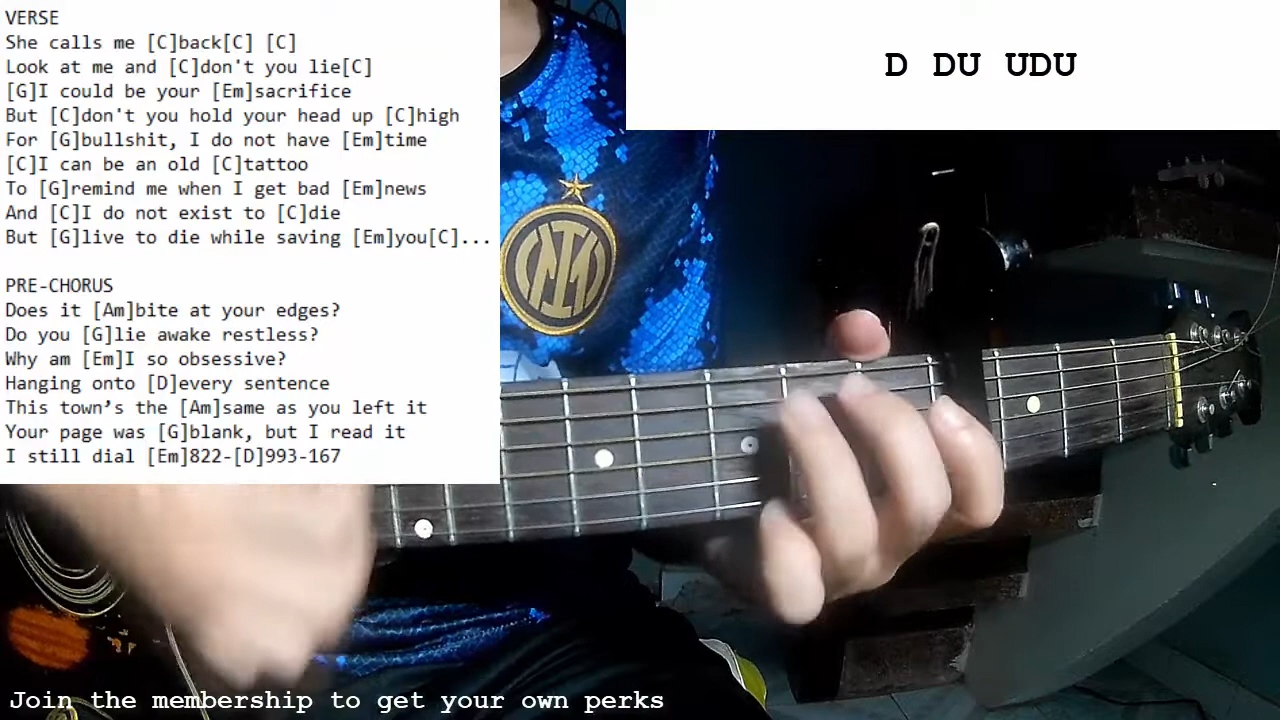 VERSE
She calls me [C]back[C] [C]
Look at me and [C]don't you lie[C]
[G]I could be your [Em]sacrifice
But [C]don't you hold your head up [C]high
For [G]bullshit, I do not have [Em]time
[C]I can be an old [C]tattoo
To [G]remind me when I get bad [Em]news
And [C]I do not exist to [C]die
But [G]live to die while saving [Em]you[C]...
PRE-CHORUS
Does it [Am]bite at your edges?
Do you [G]lie awake restless?
Why am [Em]I so obsessive?
Hanging onto [D]every sentence
This town’s the [Am]same as you left it
Your page was [G]blank, but I read it
I still dial [Em]822-[D]993-167
D DU UDU
Join the membership to get your own perks